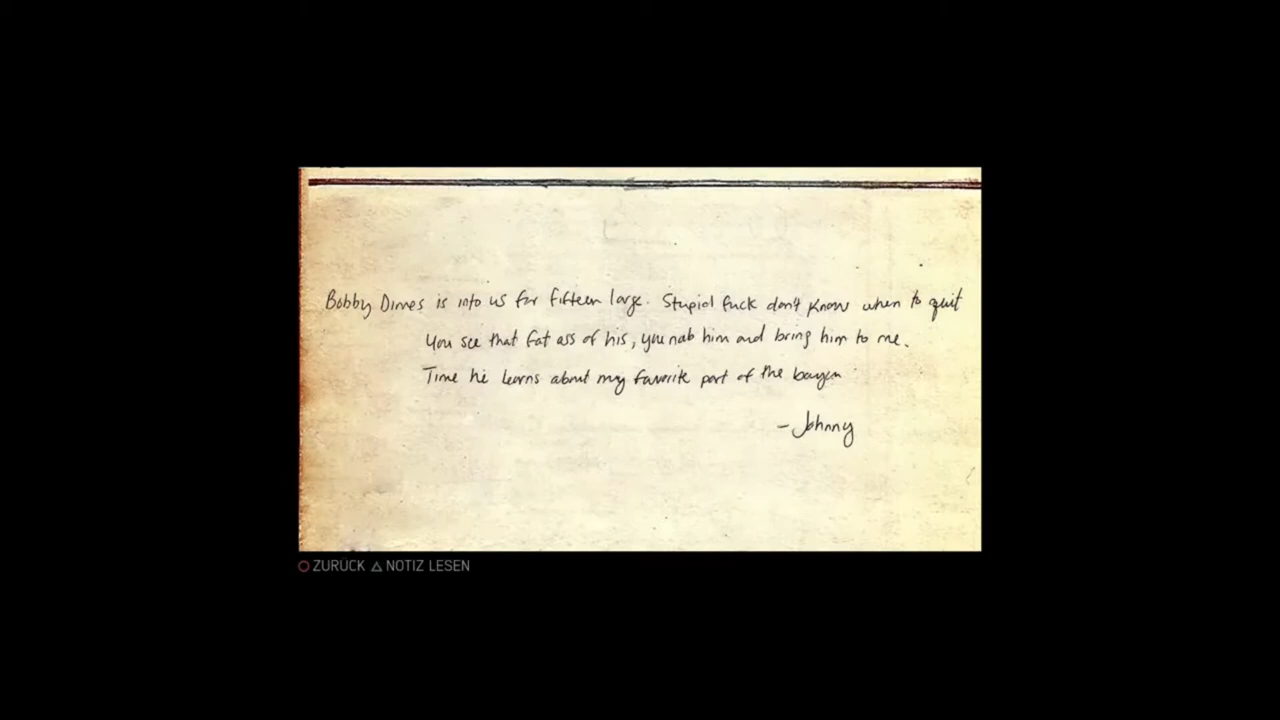 Bobby Dimes is into us for fifteen large. Stupid fuck don't know when to quit
You see that fat ass of his, you nab him and bring him to me.
Time he learns about my favorite part of the bayou
- Johnny
ZURÜCK NOTIZ LESEN